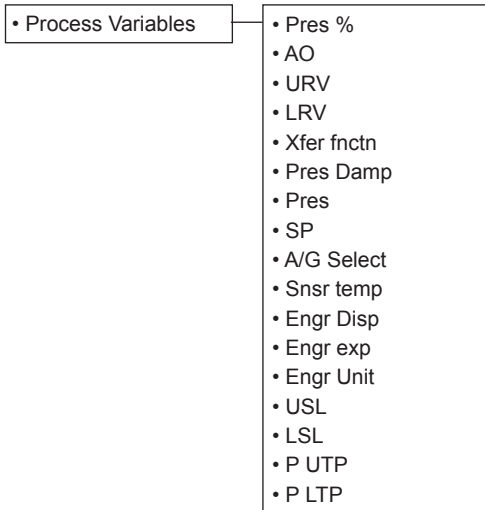 • Process Variables
• Pres %
• AO
• URV
• LRV
• Xfer fnctn
• Pres Damp
• Pres
• SP
• A/G Select
• Snsr temp
• Engr Disp
• Engr exp
• Engr Unit
• USL
• LSL
• P UTP
• P LTP